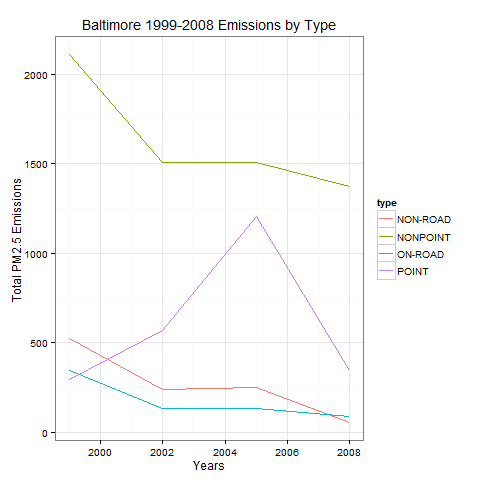 Baltimore 1999-2008 Emissions by Type
Total PM2.5 Emissions
2000
1500
1000
500
0
2000 2002 2004 2006 2008
Years
type
NON-ROAD
NONPOINT
ON-ROAD
POINT